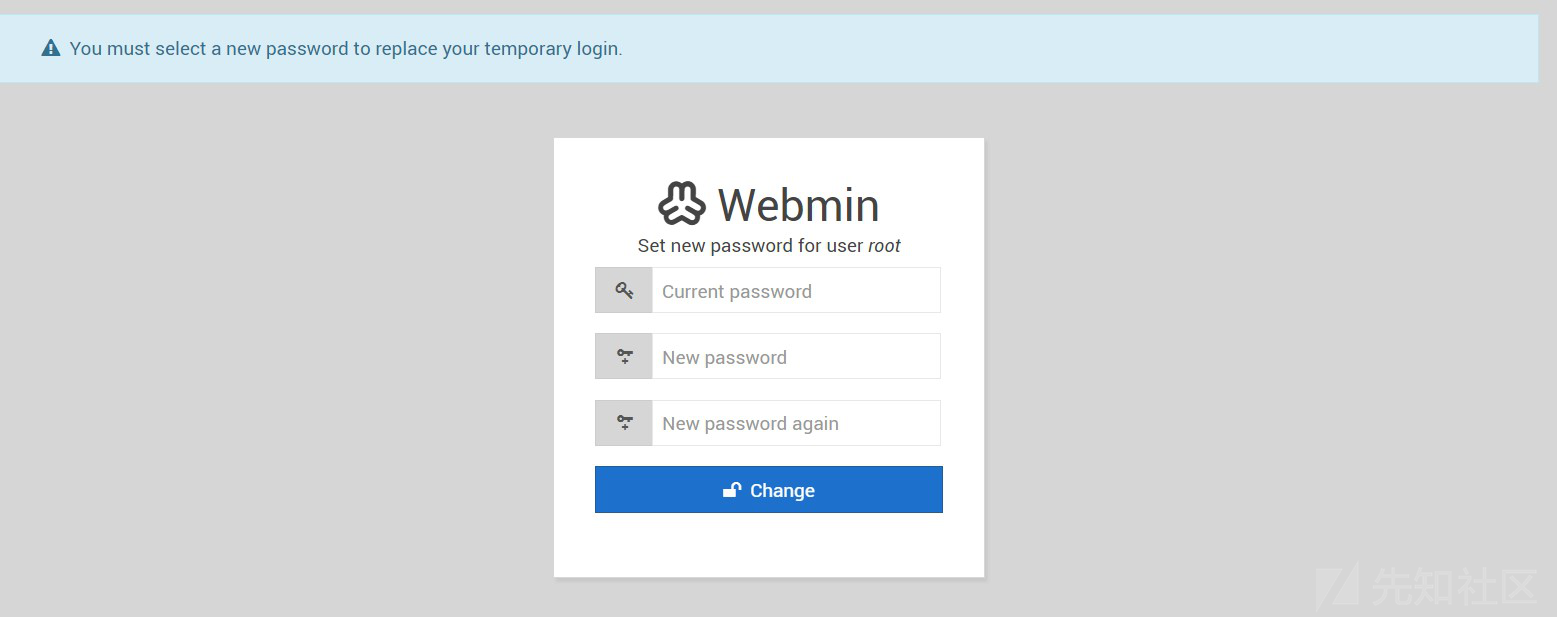 You must select a new password to replace your temporary login.
Webmin
Set new password for user root
Current password
New password
New password again
Change
先知社区